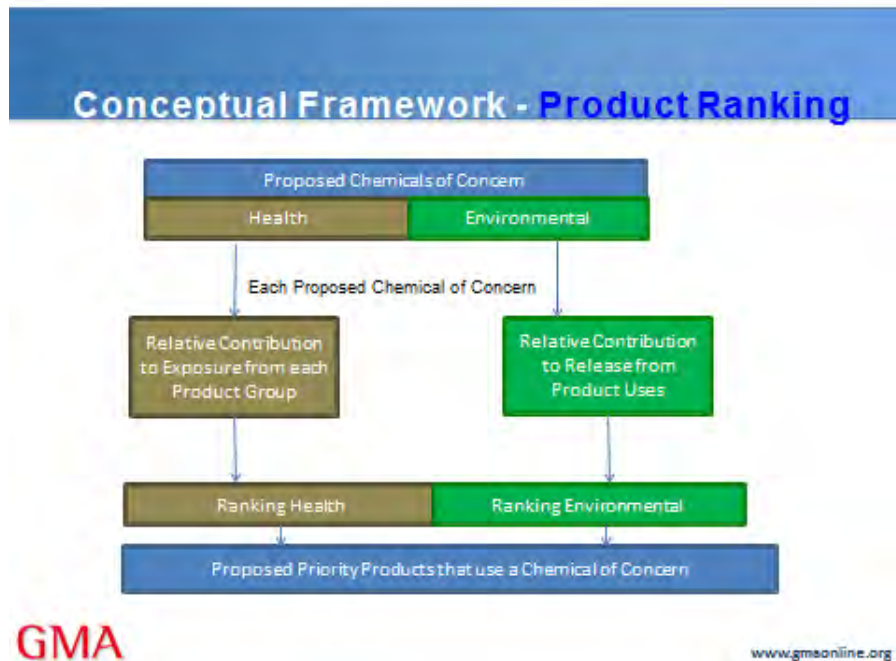 Conceptual Framework - Product Ranking
Proposed Chemicals of Concern
Health
Environmental
Each Proposed Chemical of Concern
Relative Contribution
to Exposure from each
Product Group
Relative Contribution
to Release from
Product Uses
Ranking Health
Ranking Environmental
Proposed Priority Products that use a Chemical of Concern
GMA
www.gmaonline.org